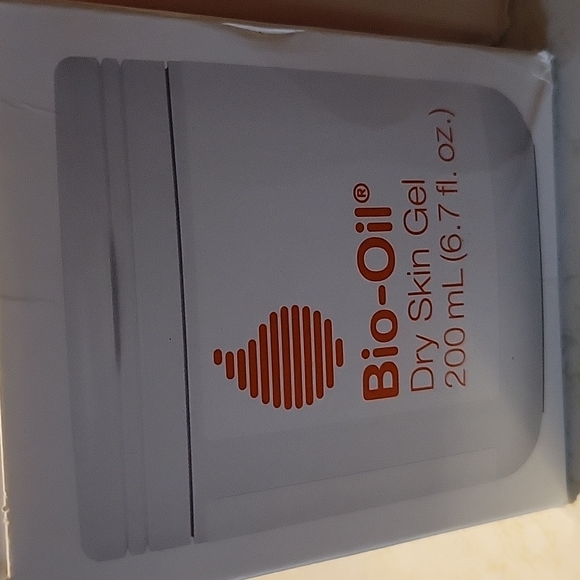 Bio-Oil®
Dry Skin Gel
200 mL (6.7 fl. oz.)